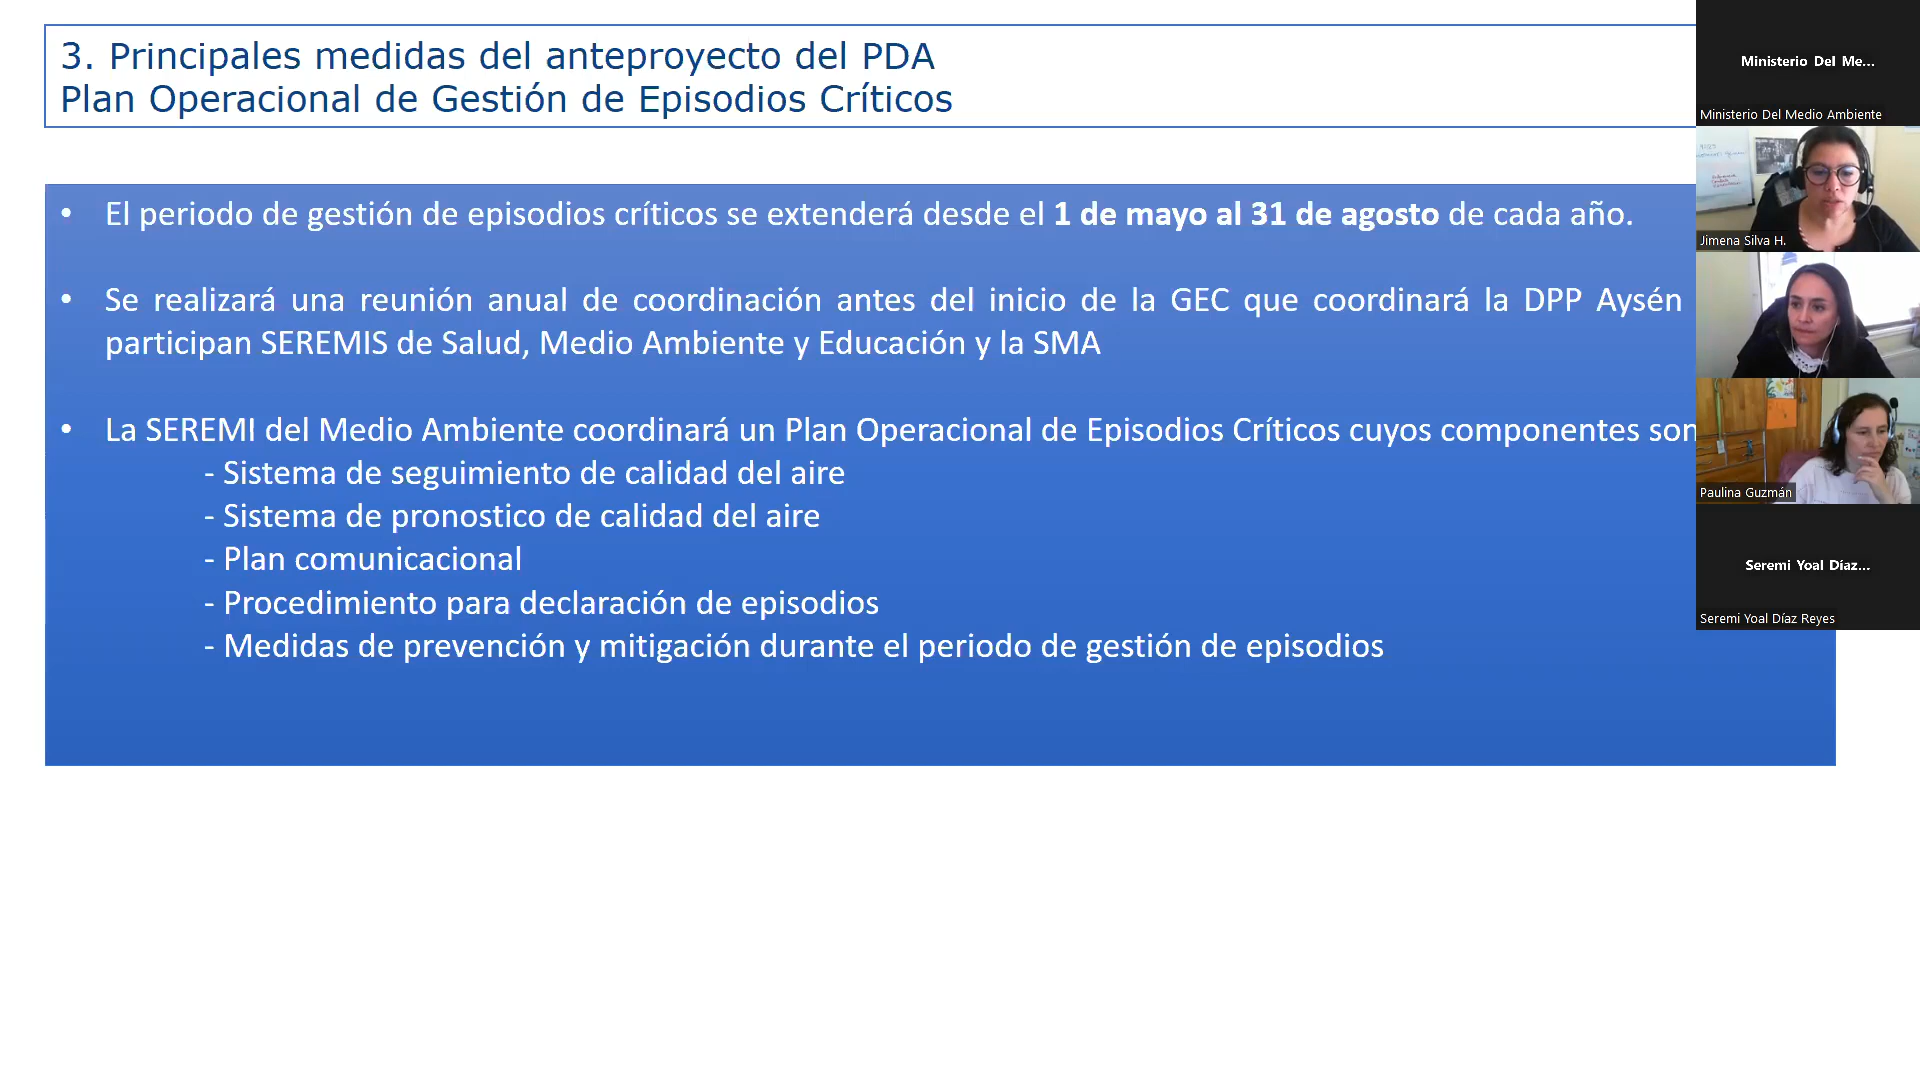 3. Principales medidas del anteproyecto del PDA
Plan Operacional de Gestión de Episodios Críticos
• El periodo de gestión de episodios críticos se extenderá desde el 1 de mayo al 31 de agosto de cada año.
• Se realizará una reunión anual de coordinación antes del inicio de la GEC que coordinará la DPP Aysén
participan SEREMIS de Salud, Medio Ambiente y Educación y la SMA
• La SEREMI del Medio Ambiente coordinará un Plan Operacional de Episodios Críticos cuyos componentes son
- Sistema de seguimiento de calidad del aire
- Sistema de pronostico de calidad del aire
- Plan comunicacional
- Procedimiento para declaración de episodios
- Medidas de prevención y mitigación durante el periodo de gestión de episodios
Ministerio Del Me...
Ministerio Del Medio Ambiente
Jimena Silva H.
Paulina Guzmán
Seremi Yoal Díaz...
Seremi Yoal Díaz Reyes